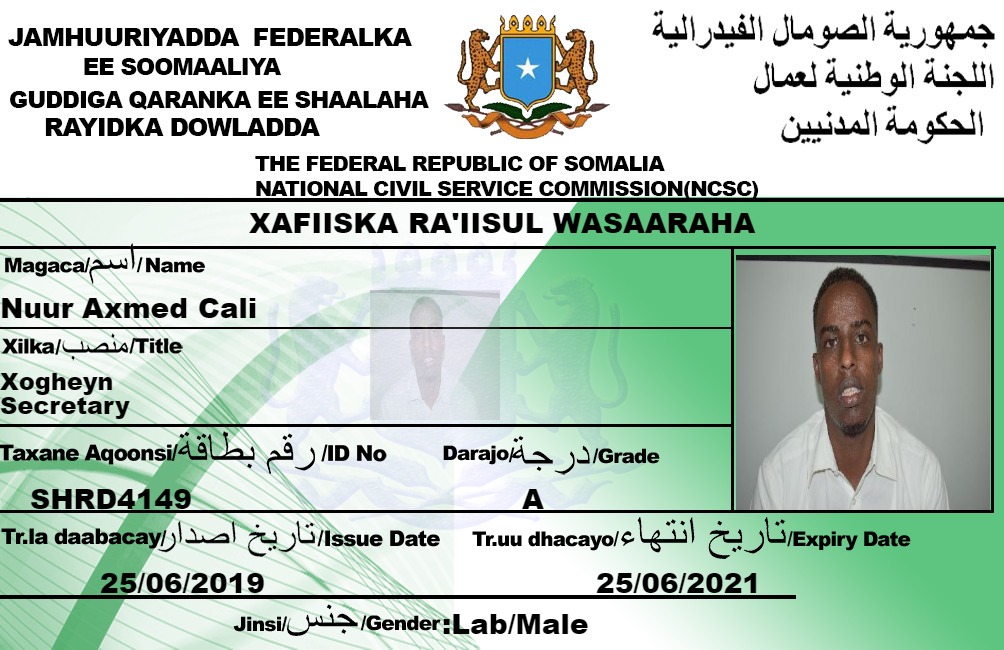 JAMHUURIYADDA FEDERALKA
EE SOOMAALIYA
GUDDIGA QARANKA EE SHAALAHA
RAYIDKA DOWLADDA
جمهورية الصومال الفيدرالية
اللجنة الوطنية لعمال
الحكومة المدنيين
THE FEDERAL REPUBLIC OF SOMALIA
NATIONAL CIVIL SERVICE COMMISSION(NCSC)
XAFIISKA RA'IISUL WASAARAHA
Magaca/اسم/Name
Nuur Axmed Cali
Xilka/منصب/Title
Xogheyn
Secretary
Taxane Aqoonsi/رقم بطاقة/ID No
Darajo/درجة/Grade
SHRD4149
A
Tr.la daabacay/تاريخ اصدار/Issue Date
Tr.uu dhacayo/تاريخ انتهاء/Expiry Date
25/06/2019
25/06/2021
Jinsi/جنس/Gender:Lab/Male